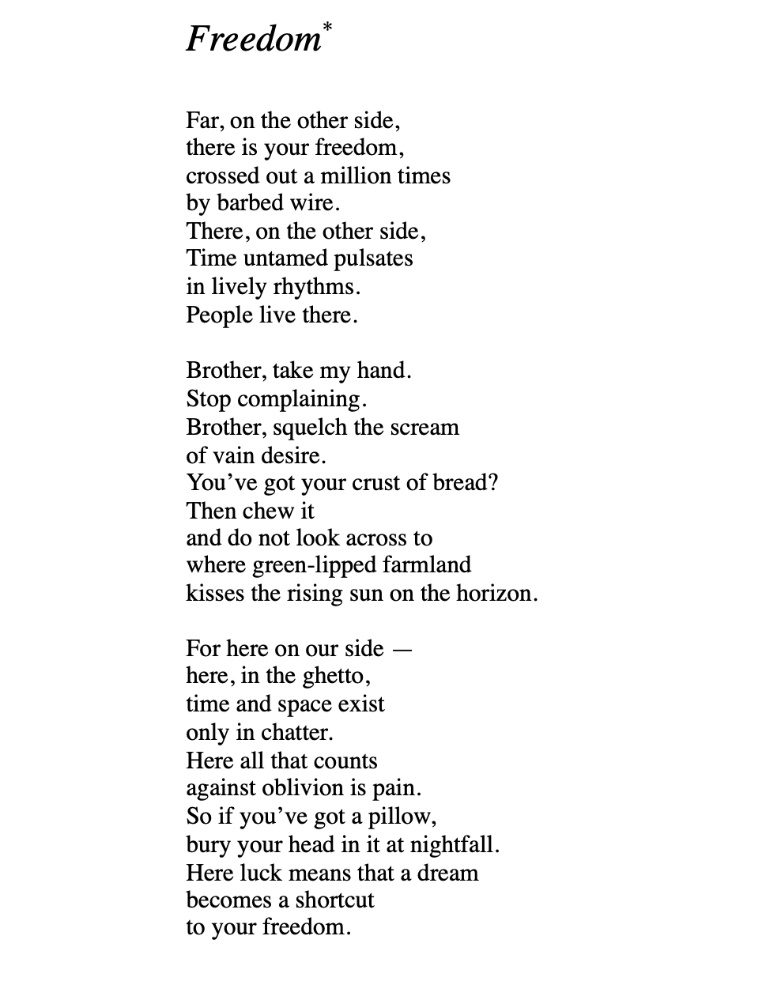 Freedom*
Far, on the other side,
there is your freedom,
crossed out a million times
by barbed wire.
There, on the other side,
Time untamed pulsates
in lively rhythms.
People live there.
Brother, take my hand.
Stop complaining.
Brother, squelch the scream
of vain desire.
You’ve got your crust of bread?
Then chew it
and do not look across to
where green-lipped farmland
kisses the rising sun on the horizon.
For here on our side —
here, in the ghetto,
time and space exist
only in chatter.
Here all that counts
against oblivion is pain.
So if you’ve got a pillow,
bury your head in it at nightfall.
Here luck means that a dream
becomes a shortcut
to your freedom.